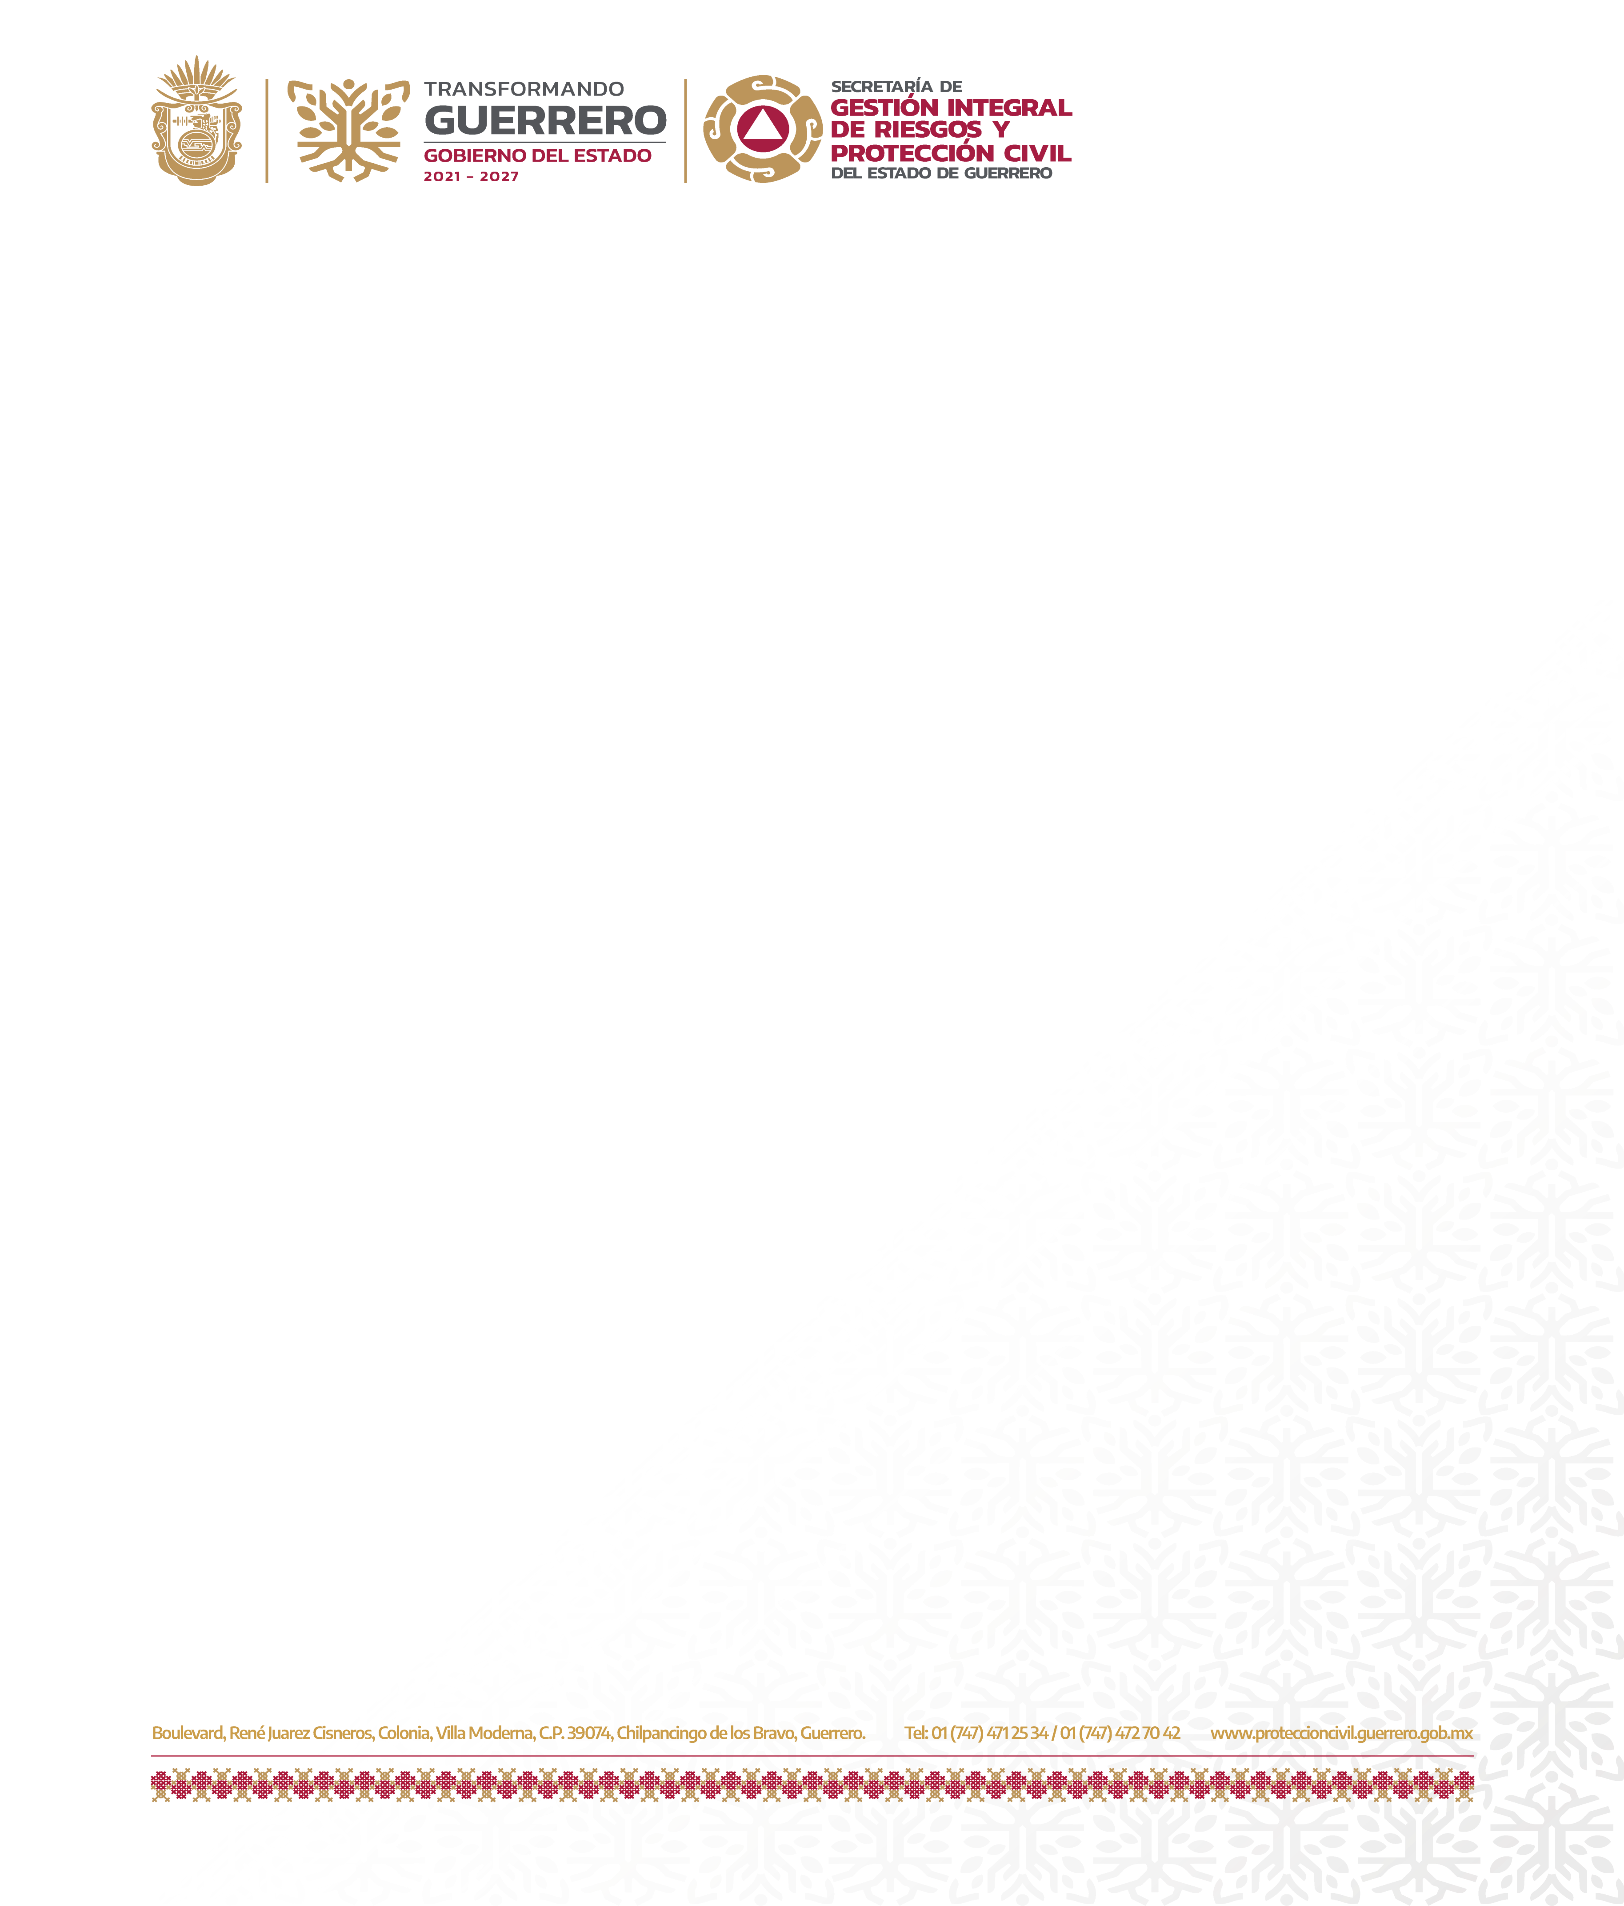 TRANSFORMANDO
GUERRERO
GOBIERNO DEL ESTADO
2021 - 2027
SECRETARÍA DE
GESTIÓN INTEGRAL
DE RIESGOS Y
PROTECCIÓN CIVIL
DEL ESTADO DE GUERRERO
Boulevard, René Juarez Cisneros, Colonia, Villa Moderna, C.P. 39074, Chilpancingo de los Bravo, Guerrero. Tel: 01 (747) 471 25 34 / 01 (747) 472 70 42 www.proteccioncivil.guerrero.gob.mx